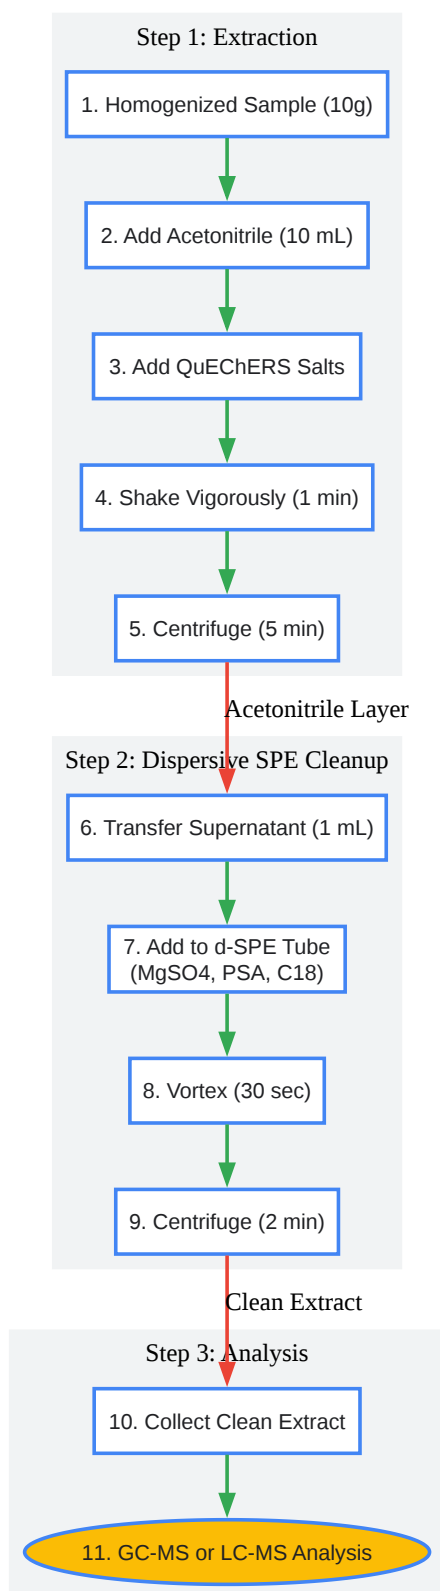 Step 1: Extraction
1. Homogenized Sample (10g)
2. Add Acetonitrile (10 mL)
3. Add QuEChERS Salts
4. Shake Vigorously (1 min)
5. Centrifuge (5 min)
Acetonitrile Layer
Step 2: Dispersive SPE Cleanup
6. Transfer Supernatant (1 mL)
7. Add to d-SPE Tube
(MgSO4, PSA, C18)
8. Vortex (30 sec)
9. Centrifuge (2 min)
Clean Extract
Step 3: Analysis
10. Collect Clean Extract
11. GC-MS or LC-MS Analysis